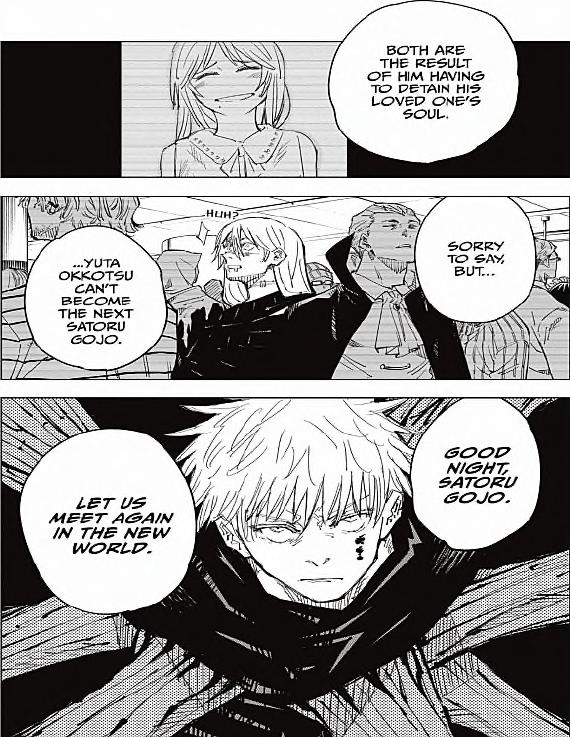 BOTH ARE
THE RESULT
OF HIM HAVING
TO DETAIN HIS
LOVED ONE'S
SOUL.
HUH?
SORRY
TO SAY,
BUT...
...YUTA
OKKOTSU
CAN'T
BECOME
THE NEXT
SATORU
GOJO.
GOOD
NIGHT,
SATORU
GOJO.
LET US
MEET AGAIN
IN THE NEW
WORLD.